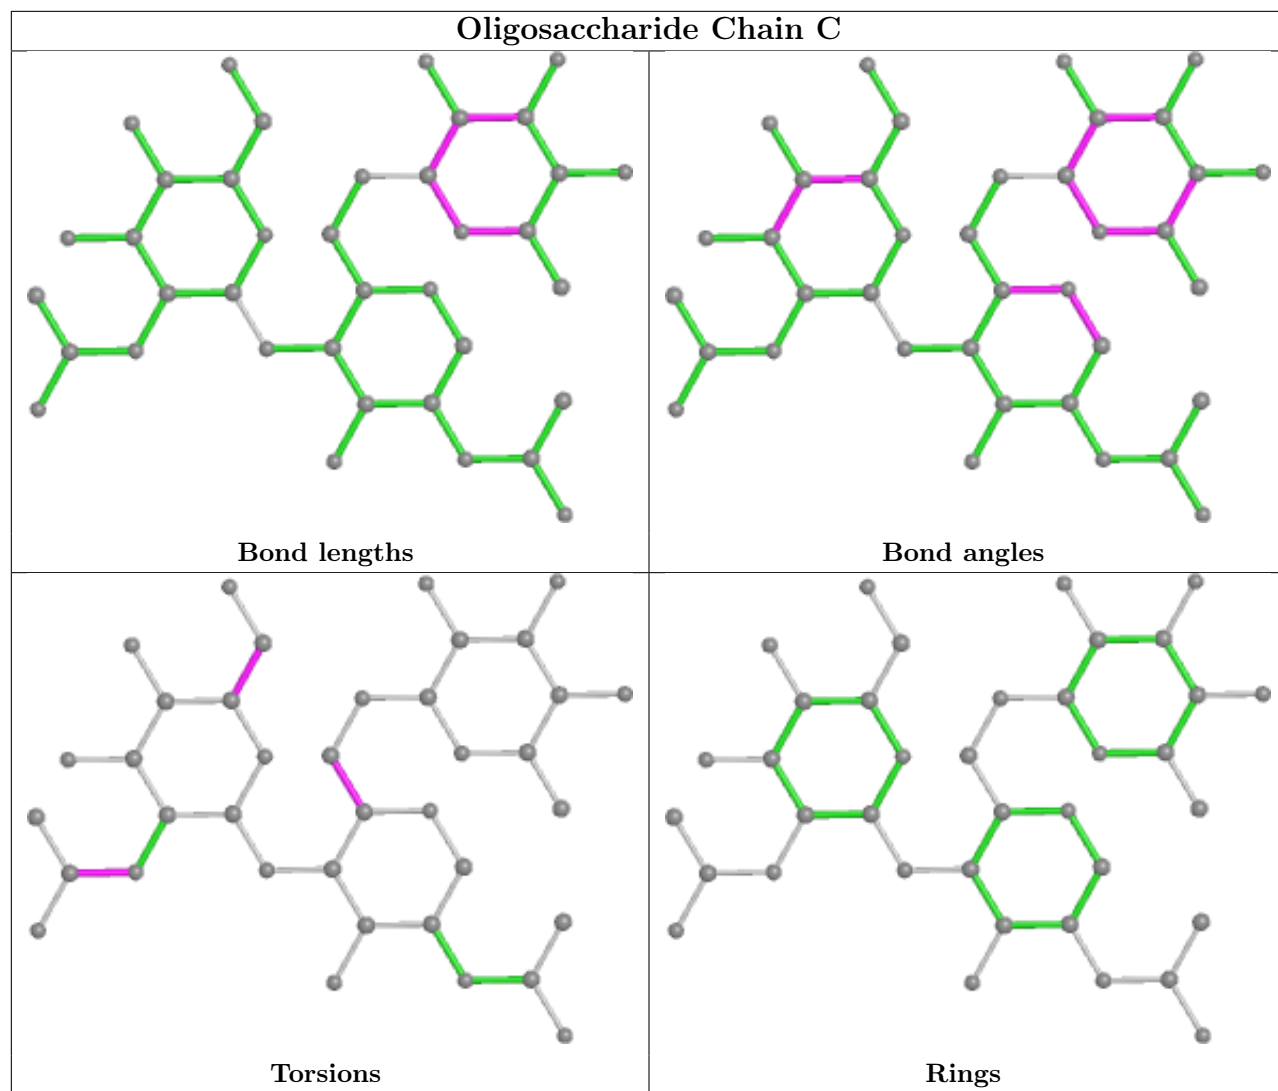 Oligosaccharide Chain C
Bond lengths
Bond angles
Torsions
Rings